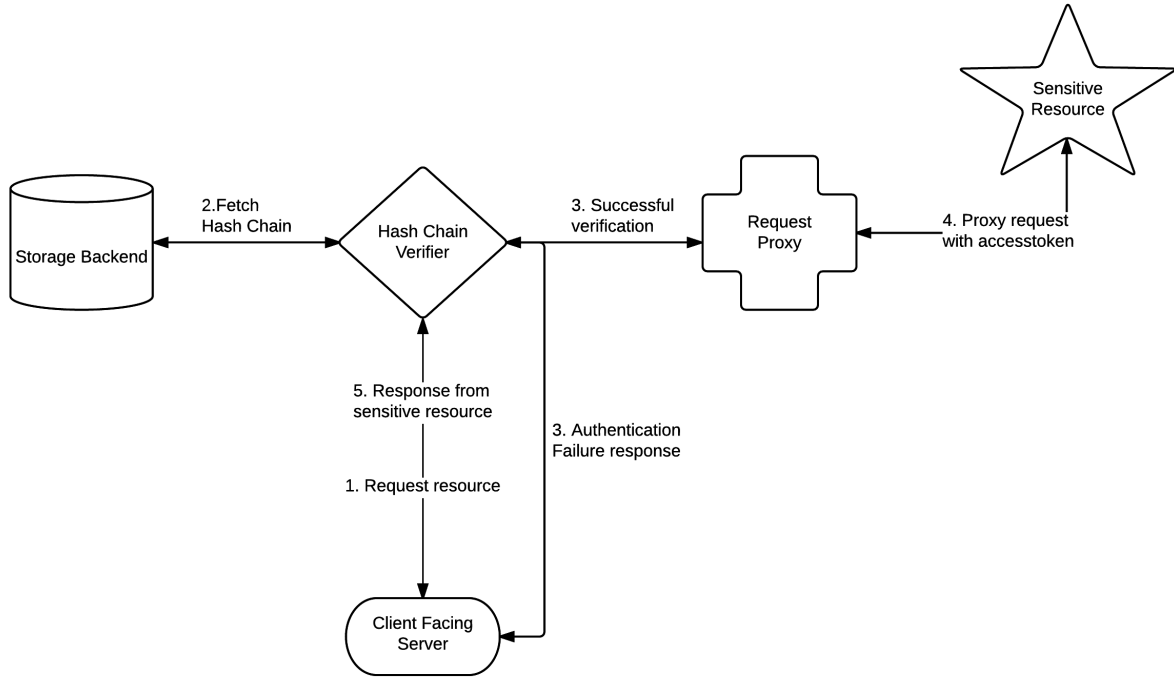 Sensitive
Resource
2.Fetch
Hash Chain
3. Successful
verification
Hash Chain
Verifier
Request
Proxy
4. Proxy request
with accesstoken
Storage Backend
5. Response from
sensitive resource
3. Authentication
Failure response
1. Request resource
Client Facing
Server